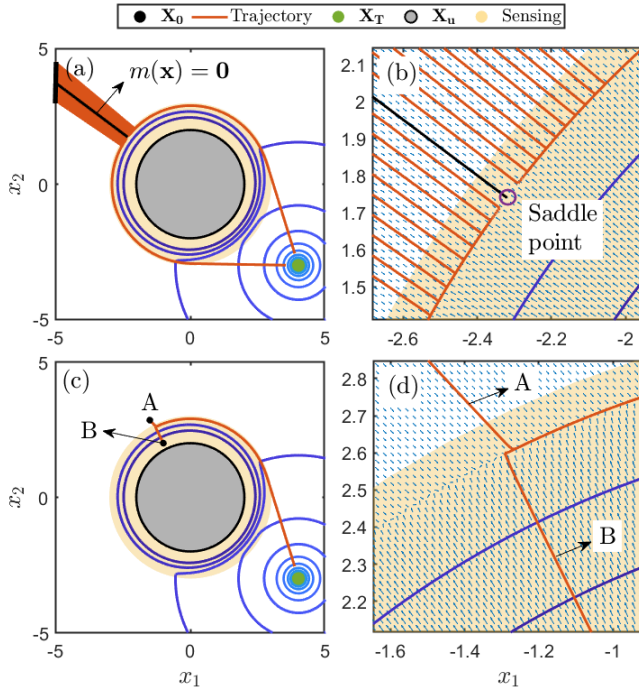 X₀ Trajectory X_T X_u Sensing
(a)
m(x) = 0
5
0
-5
x₂
-5 0 5
(b)
2.1
2
1.9
1.8
1.7
1.6
1.5
Saddle
point
-2.6 -2.4 -2.2 -2
(c)
A
B
5
0
-5
x₂
-5 0 5
x₁
(d)
A
B
2.8
2.7
2.6
2.5
2.4
2.3
2.2
-1.6 -1.4 -1.2 -1
x₁